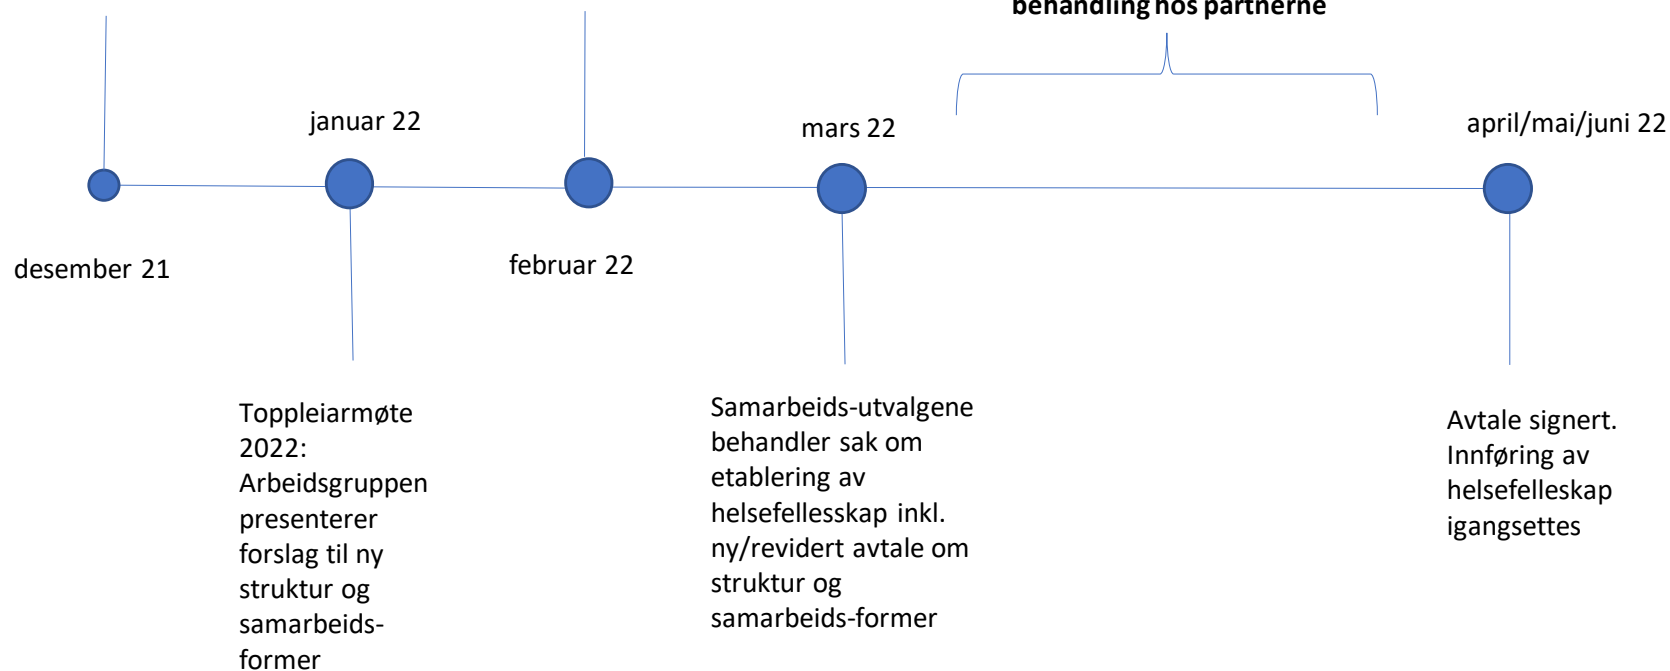 behandling hos partnerne
januar 22
mars 22
april/mai/juni 22
desember 21
februar 22
Toppleiarmøte
2022:
Arbeidsgruppen
presenterer
forslag til ny
struktur og
samarbeids-
former
Samarbeids-utvalgene
behandler sak om
etablering av
helsefellesskap inkl.
ny/revidert avtale om
struktur og
samarbeids-former
Avtale signert.
Innføring av
helsefelleskap
igangsettes